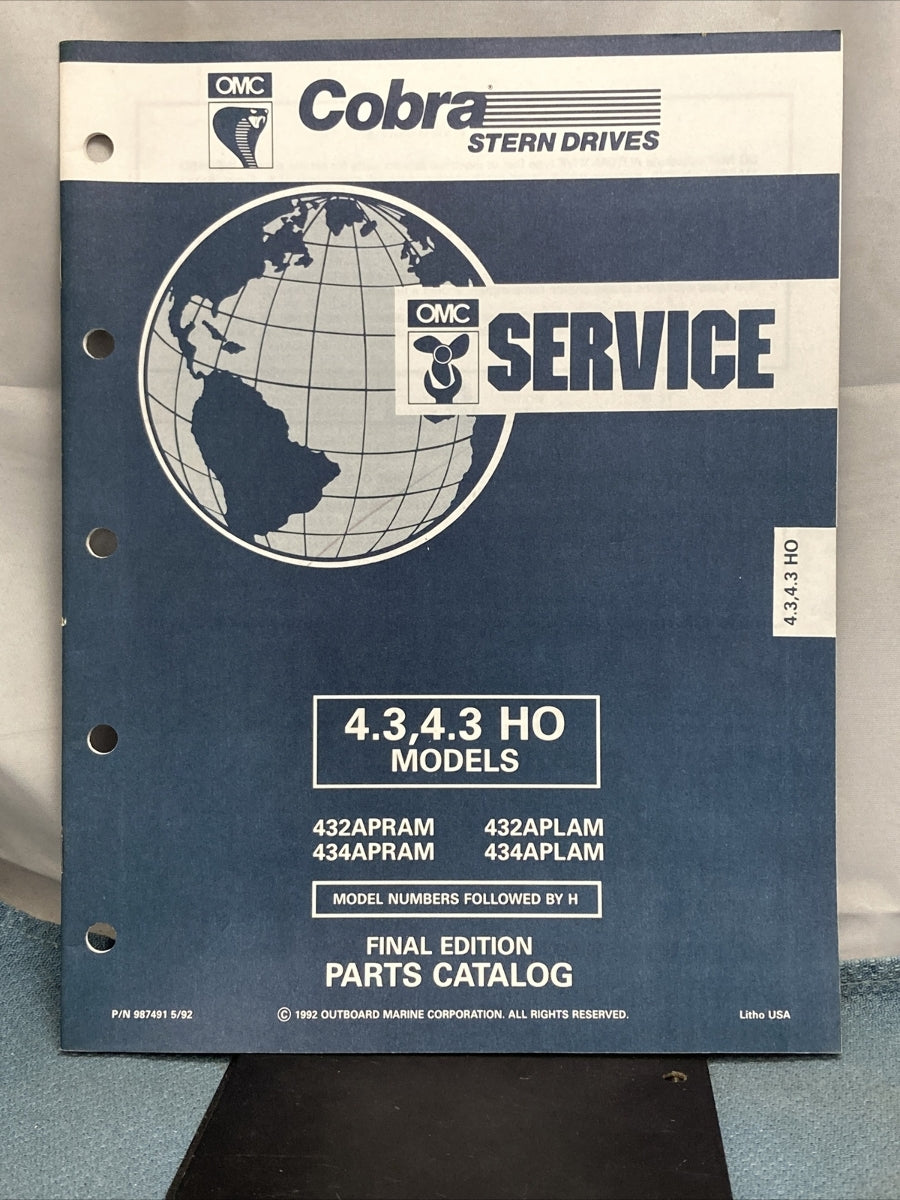 OMC
Cobra®
STERN DRIVES
OMC
SERVICE
4.3,4.3 HO
4.3,4.3 HO
MODELS
432APRAM 432APLAM
434APRAM 434APLAM
MODEL NUMBERS FOLLOWED BY H
FINAL EDITION
PARTS CATALOG
P/N 987491 5/92 © 1992 OUTBOARD MARINE CORPORATION. ALL RIGHTS RESERVED. Litho USA